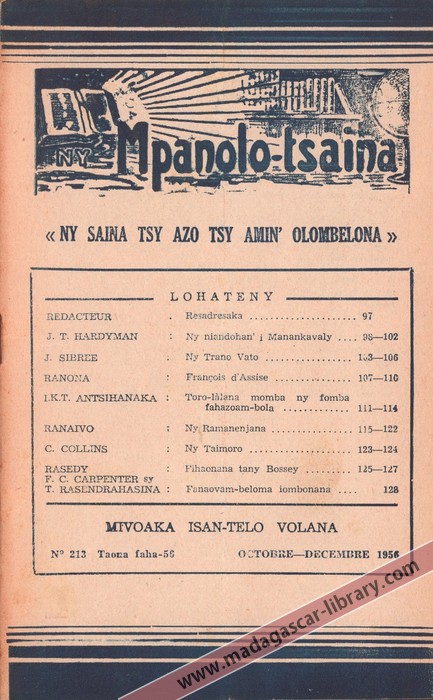 NY Mpanolo-tsaina
« NY SAINA TSY AZO TSY AMIN' OLOMBELONA »
LOHATENY
REDACTEUR : Resadresaka .................... 97
J. T. HARDYMAN : Ny niandohan' i Manankavaly .... 98—102
J. SIBREE : Ny Trano Vato .................. 103—106
RANONA : François d'Assise .............. 107—110
I.K.T. ANTSIHANAKA : Toro-làlana momba ny fomba
fahazoam-bola ............. 111—114
RANAIVO : Ny Ramanenjana ................ 115—122
C. COLLINS : Ny Taimoro .................... 123—124
RASEDY : Fihaonana tany Bossey ........ 125—127
F. C. CARPENTER sy
T. RASENDRAHASINA : Fanaovam-beloma iombonana .... 128
MIVOAKA ISAN-TELO VOLANA
Nº 213 Taona faha-56 OCTOBRE—DECEMBRE 1956
www.madagascar-library.com